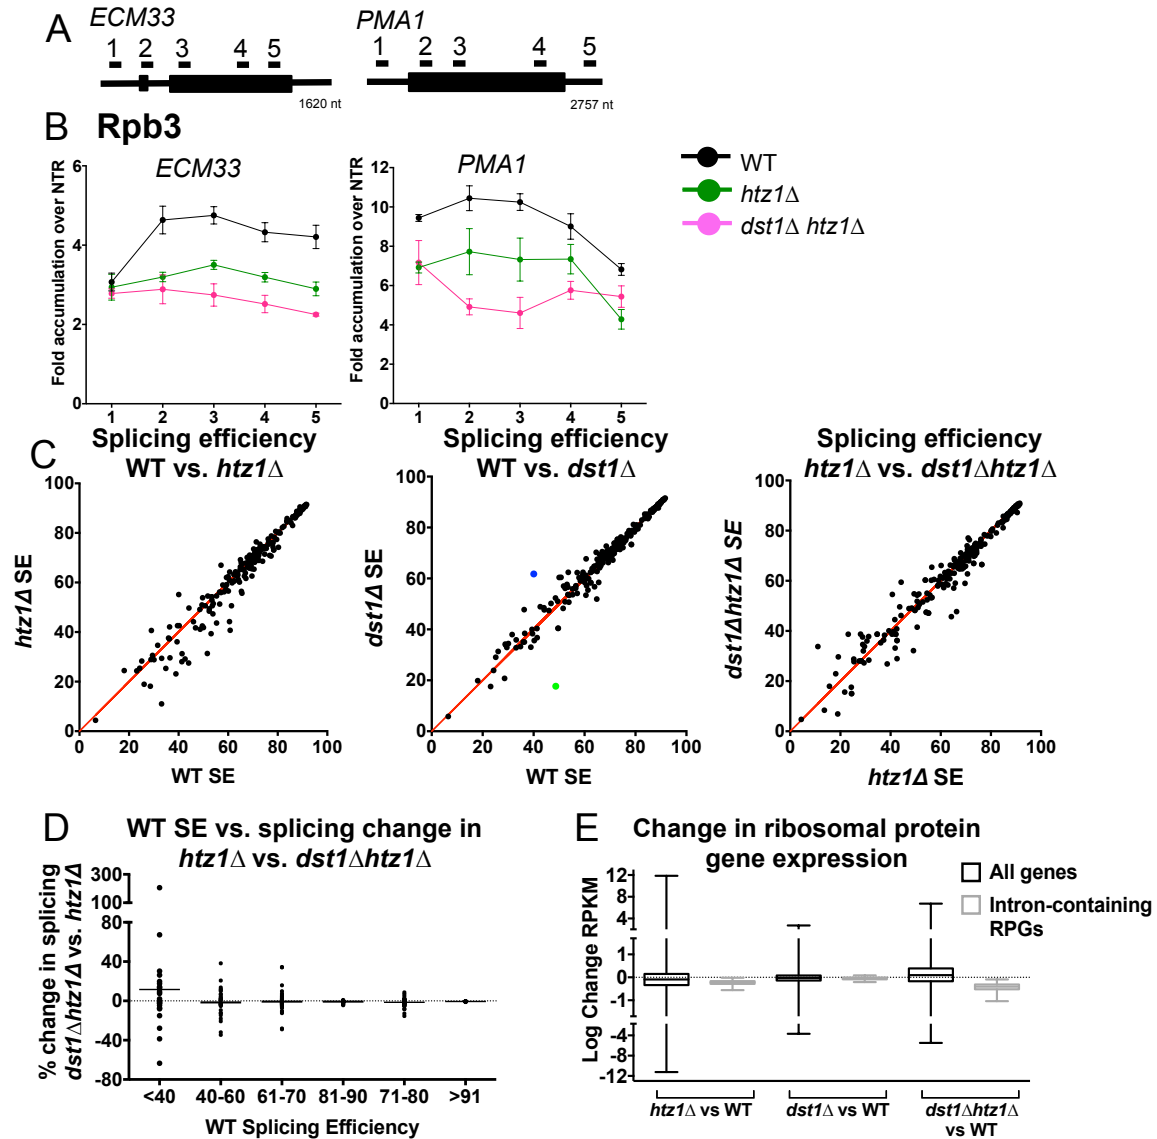 A
ECM33
PMA1
1 2 3 4 5
1 2 3 4 5
1620 nt
2757 nt
B
Rpb3
ECM33
PMA1
Fold accumulation over NTR
6
4
2
0
1 2 3 4 5
Fold accumulation over NTR
12
10
8
6
4
2
0
1 2 3 4 5
WT
htz1Δ
dst1Δ htz1Δ
C
Splicing efficiency
WT vs. htz1Δ
htz1Δ SE
100
80
60
40
20
0
0 20 40 60 80 100
WT SE
Splicing efficiency
WT vs. dst1Δ
dst1Δ SE
100
80
60
40
20
0
0 20 40 60 80 100
WT SE
Splicing efficiency
htz1Δ vs. dst1Δhtz1Δ
dst1Δhtz1Δ SE
100
80
60
40
20
0
0 20 40 60 80 100
htz1Δ SE
D
WT SE vs. splicing change in
htz1Δ vs. dst1Δhtz1Δ
% change in splicing
dst1Δhtz1Δ vs. htz1Δ
300
100
80
40
0
-40
-80
<40 40-60 61-70 81-90 71-80 >91
WT Splicing Efficiency
E
Change in ribosomal protein
gene expression
Log Change RPKM
12
8
4
1
0
-1
-4
-8
-12
All genes
Intron-containing
RPGs
htz1Δ vs WT
dst1Δ vs WT
dst1Δhtz1Δ
vs WT